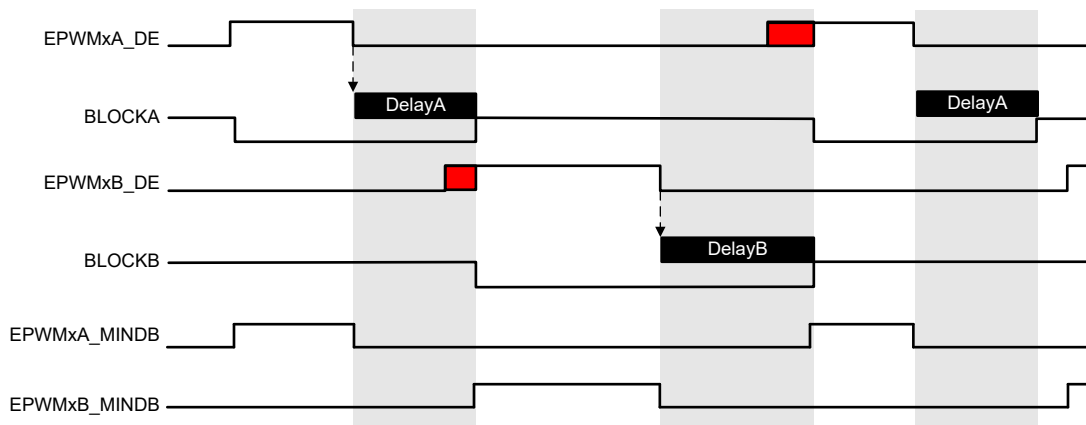 EPWMxA_DE
DelayA
DelayA
BLOCKA
EPWMxB_DE
DelayB
BLOCKB
EPWMxA_MINDB
EPWMxB_MINDB